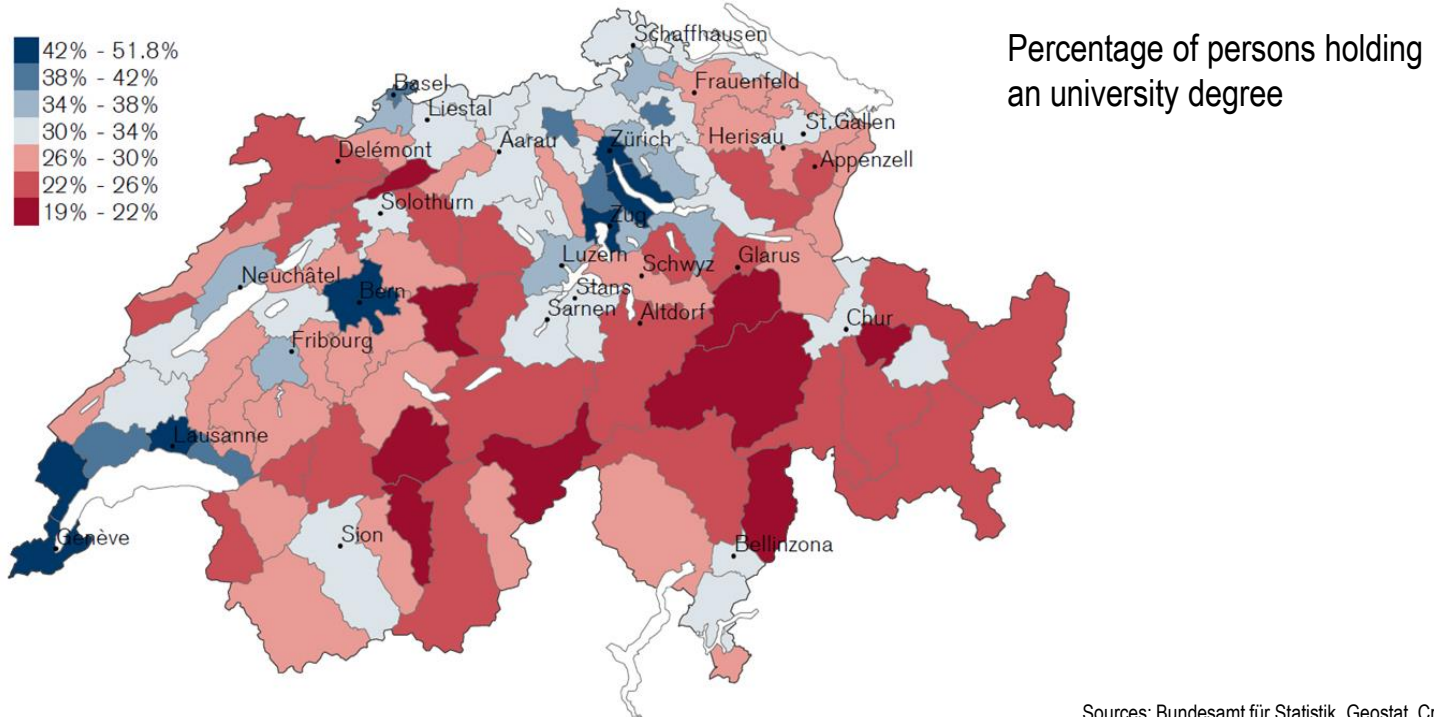 Percentage of persons holding
an university degree
42% - 51.8%
38% - 42%
34% - 38%
30% - 34%
26% - 30%
22% - 26%
19% - 22%
Schaffhausen
Basel
Frauenfeld
Liestal
St.Gallen
Aarau
Zürich
Herisau
Delémont
Appenzell
Solothurn
Zug
Luzern
Schwyz
Glarus
Neuchâtel
Bern
Stans
Sarnen
Altdorf
Chur
Fribourg
Lausanne
Genève
Sion
Bellinzona
Sources: Bundesamt für Statistik, Geostat, Cr